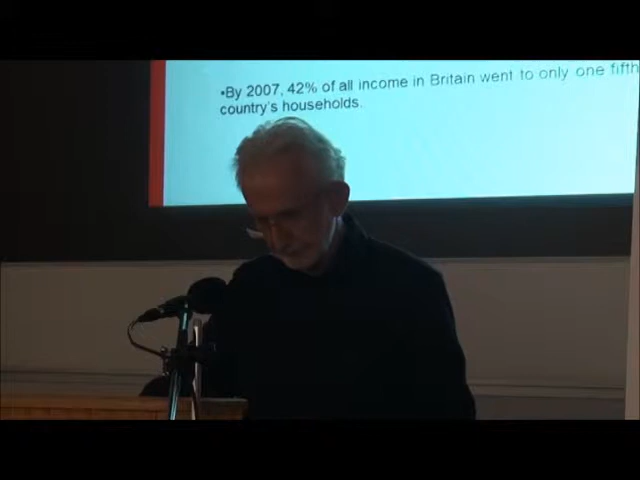 •By 2007, 42% of all income in Britain went to only one fifth
country's households.